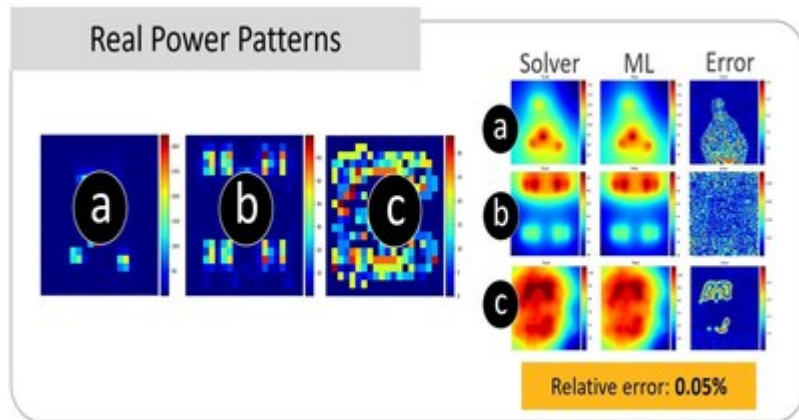 Real Power Patterns
Solver ML Error
a
b
c
a
b
c
Relative error: 0.05%